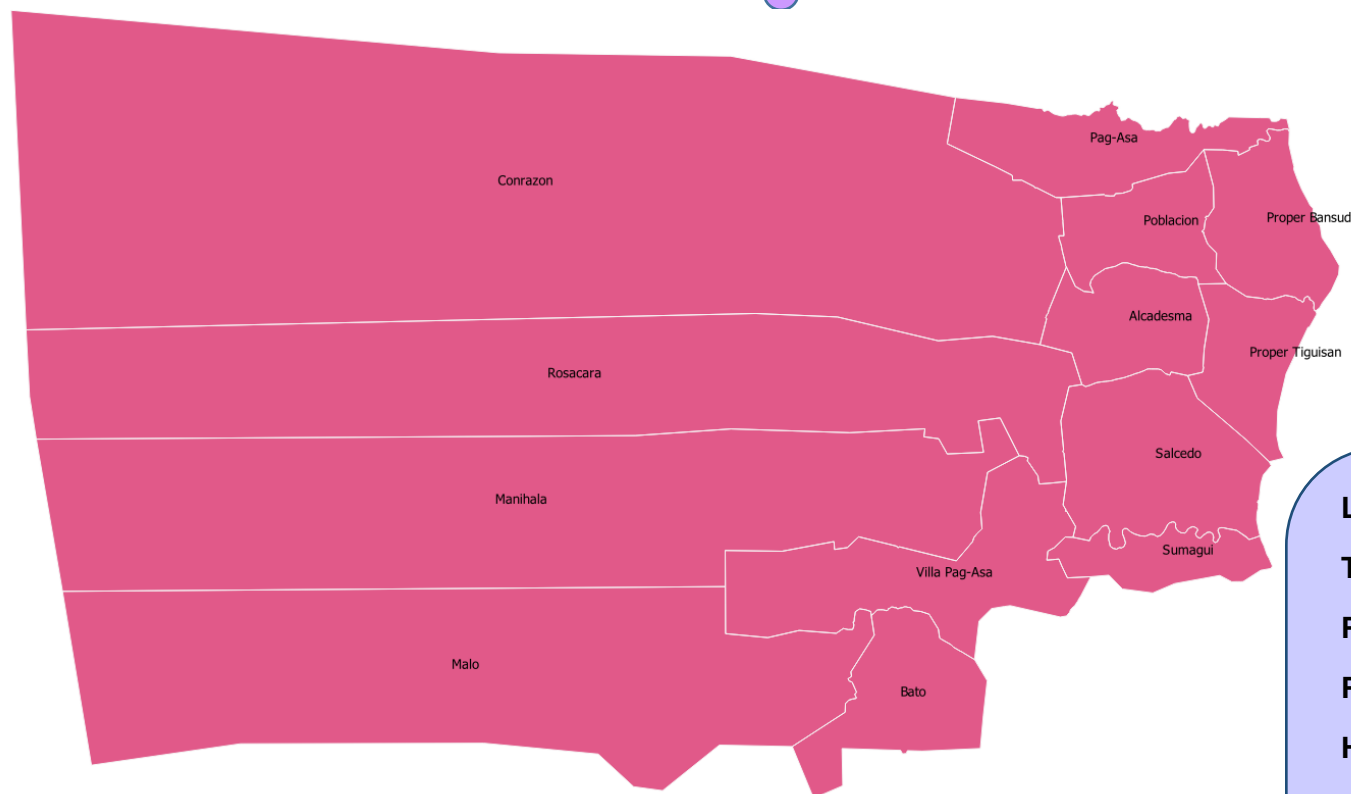 Pag-Asa
Conrazon
Poblacion
Proper Bansud
Alcadesma
Proper Tiguisan
Rosacara
Salcedo
Manihala
Sumagui
Villa Pag-Asa
Malo
Bato
L
T